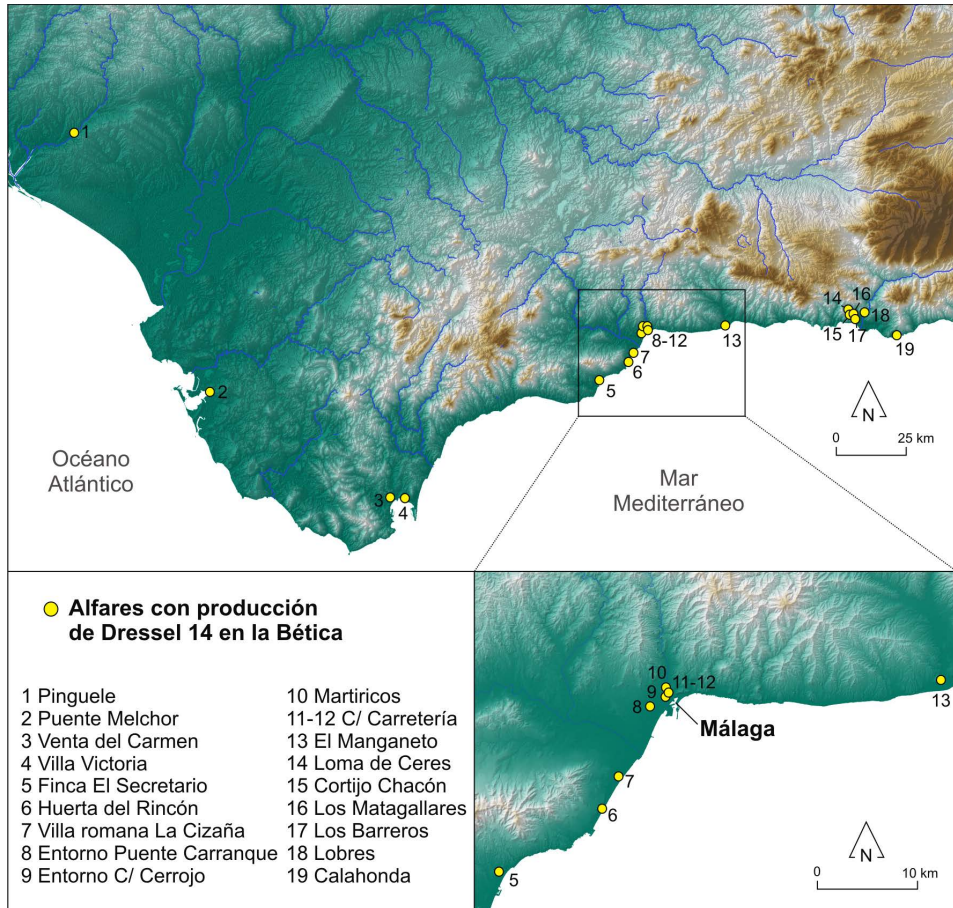 1
2
3
4
5
6
7
8-12
13
14
15
16
17
18
19
N
0 25 km
Océano
Atlántico
Mar
Mediterráneo
Alfares con producción
de Dressel 14 en la Bética
1 Pinguele
2 Puente Melchor
3 Venta del Carmen
4 Villa Victoria
5 Finca El Secretario
6 Huerta del Rincón
7 Villa romana La Cizaña
8 Entorno Puente Carranque
9 Entorno C/ Cerrojo
10 Martiricos
11-12 C/ Carretería
13 El Manganeto
14 Loma de Ceres
15 Cortijo Chacón
16 Los Matagallares
17 Los Barreros
18 Lobres
19 Calahonda
10
11-12
9
8
13
Málaga
7
6
5
N
0 10 km